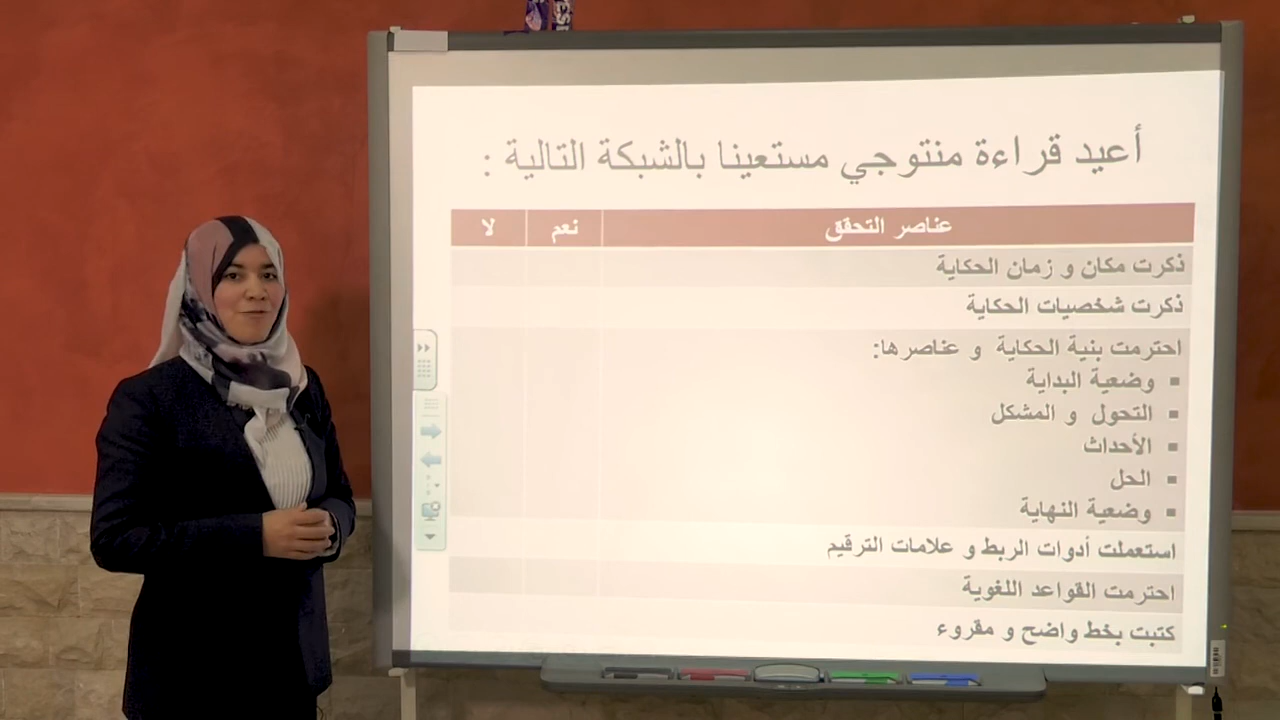 أعيد قراءة منتوجي مستعينا بالشبكة التالية :
عناصر التحقق نعم لا
ذكرت مكان و زمان الحكاية
ذكرت شخصيات الحكاية
احترمت بنية الحكاية و عناصرها:
▪ وضعية البداية
▪ التحول و المشكل
▪ الأحداث
▪ الحل
▪ وضعية النهاية
استعملت أدوات الربط و علامات الترقيم
احترمت القواعد اللغوية
كتبت بخط واضح و مقروء